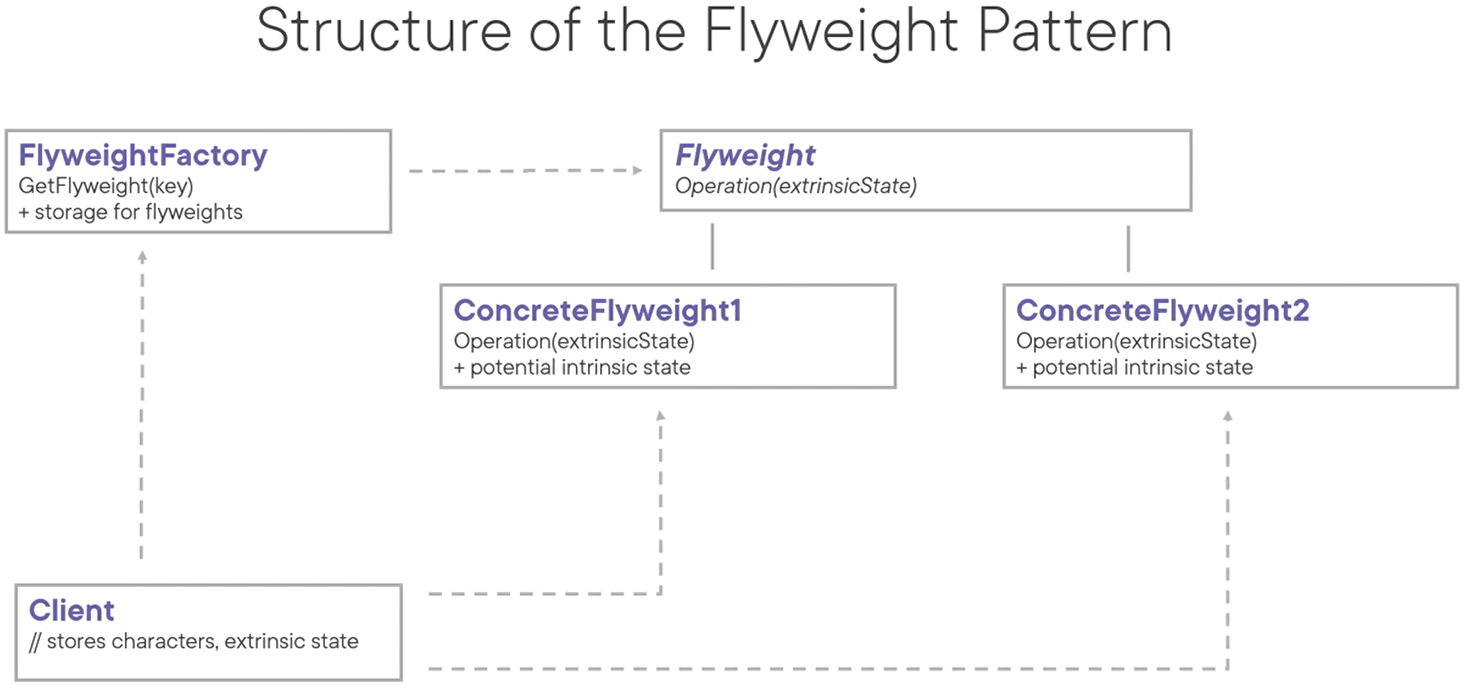 Structure of the Flyweight Pattern
FlyweightFactory
GetFlyweight(key)
+ storage for flyweights
Flyweight
Operation(extrinsicState)
ConcreteFlyweight1
Operation(extrinsicState)
+ potential intrinsic state
ConcreteFlyweight2
Operation(extrinsicState)
+ potential intrinsic state
Client
// stores characters, extrinsic state